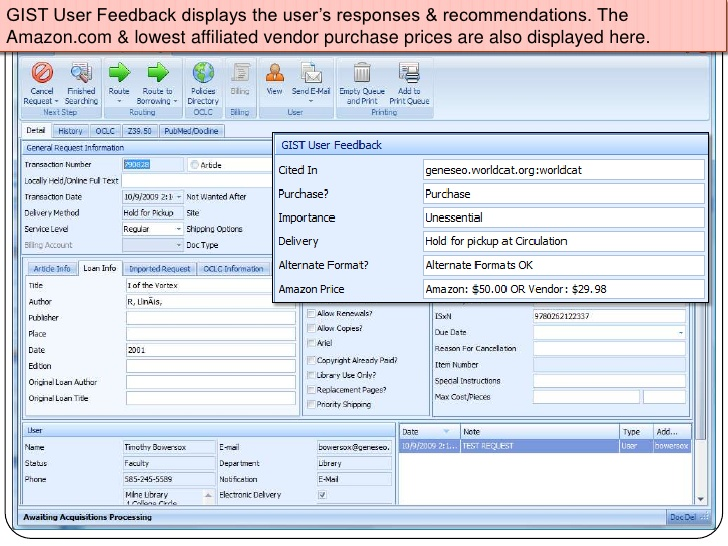 GIST User Feedback displays the user’s responses & recommendations. The
Amazon.com & lowest affiliated vendor purchase prices are also displayed here.
Cancel Request Finished Searching Route Route to Borrowing Policies Directory Billing View Send E-Mail Empty Queue and Print Add to Print Queue
Next Step Routing OCLC Billing User Printing
Detail History OCLC Z39.50 PubMed/Docline
General Request Information
Transaction Number 790828 Article
Locally Held/Online Full Text
Transaction Date 10/9/2009 2:1 Not Wanted After
Delivery Method Hold for Pickup Site
Service Level Regular Shipping Options
Billing Account Doc Type
GIST User Feedback
Cited In geneseo.worldcat.org:worldcat
Purchase? Purchase
Importance Unessential
Delivery Hold for pickup at Circulation
Alternate Format? Alternate Formats OK
Amazon Price Amazon: $50.00 OR Vendor: $29.98
Article Info Loan Info Imported Request OCLC Information
Title I of the Vortex
Author R, LlinÃis,
Publisher
Place
Date 2001
Edition
Original Loan Author
Original Loan Title
Allow Renewals?
Allow Copies?
Ariel
Copyright Already Paid?
Library Use Only?
Replacement Pages?
Priority Shipping
ISxN 9780262122337
Due Date
Reason For Cancellation
Item Number
Special Instructions
Max Cost/Pieces
User
Name Timothy Bowersox E-mail bowersox@geneseo.
Status Faculty Department Library
Phone 585-245-5589 Notification E-Mail
Milne Library Electronic Delivery
1 College Circle
Date Note Type Add...
10/9/2009 2:1... TEST REQUEST User bowersox
Awaiting Acquisitions Processing DocDel